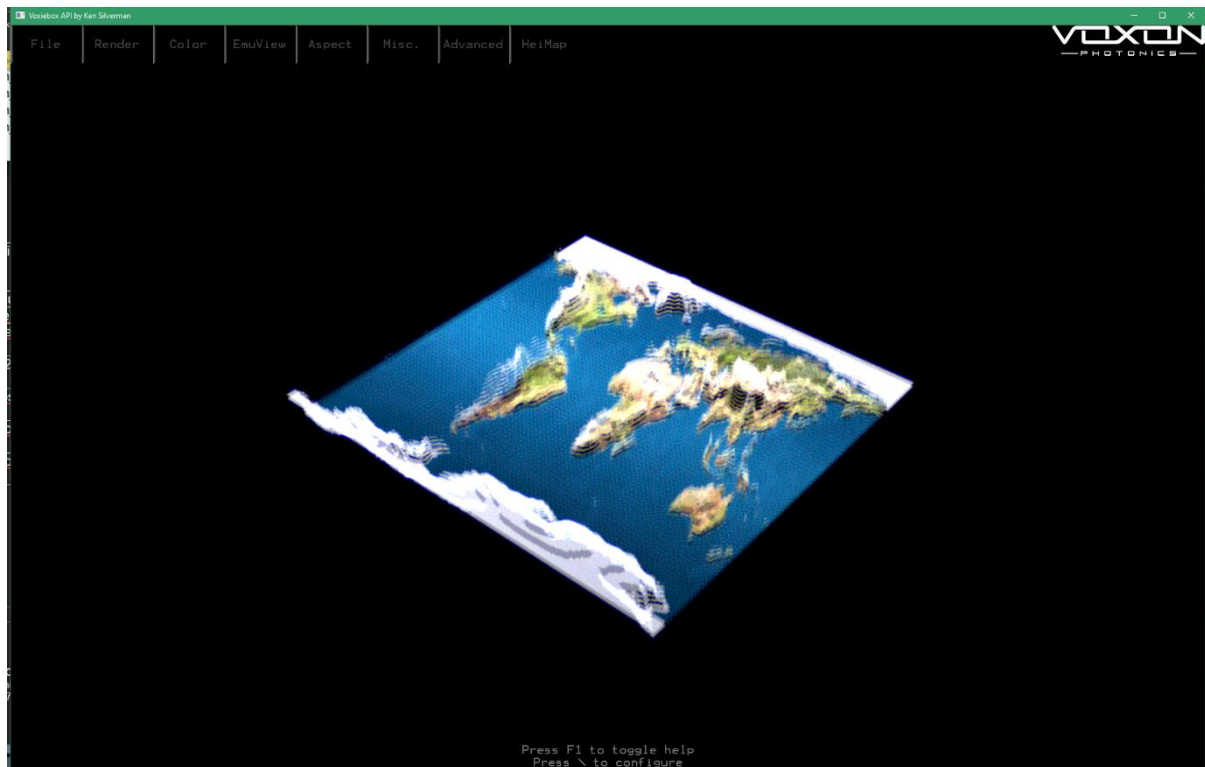 Voxiebox API by Ken Silverman
File Render Color EmuView Aspect Misc. Advanced HeiMap
VOXON
PHOTONICS
Press F1 to toggle help
Press \ to configure